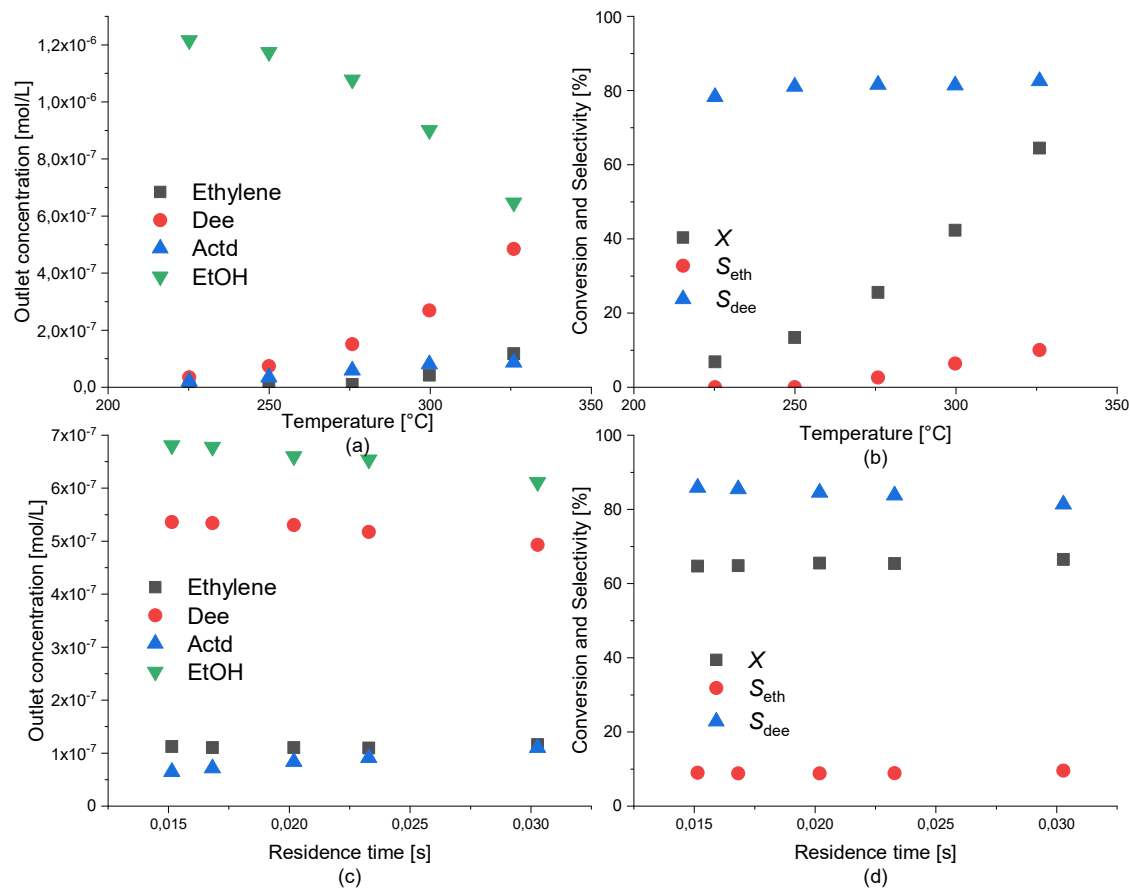 Outlet concentration [mol/L]
1,2x10⁻⁶
1,0x10⁻⁶
8,0x10⁻⁷
6,0x10⁻⁷
4,0x10⁻⁷
2,0x10⁻⁷
0,0
Ethylene
Dee
Actd
EtOH
200 250 300 350
Temperature [°C]
(a)
Conversion and Selectivity [%]
100
80
60
40
20
0
X
S_eth
S_dee
200 250 300 350
Temperature [°C]
(b)
Outlet concentration [mol/L]
7x10⁻⁷
6x10⁻⁷
5x10⁻⁷
4x10⁻⁷
3x10⁻⁷
2x10⁻⁷
1x10⁻⁷
0
Ethylene
Dee
Actd
EtOH
0,015 0,020 0,025 0,030
Residence time [s]
(c)
Conversion and Selectivity [%]
100
80
60
40
20
0
X
S_eth
S_dee
0,015 0,020 0,025 0,030
Residence time [s]
(d)